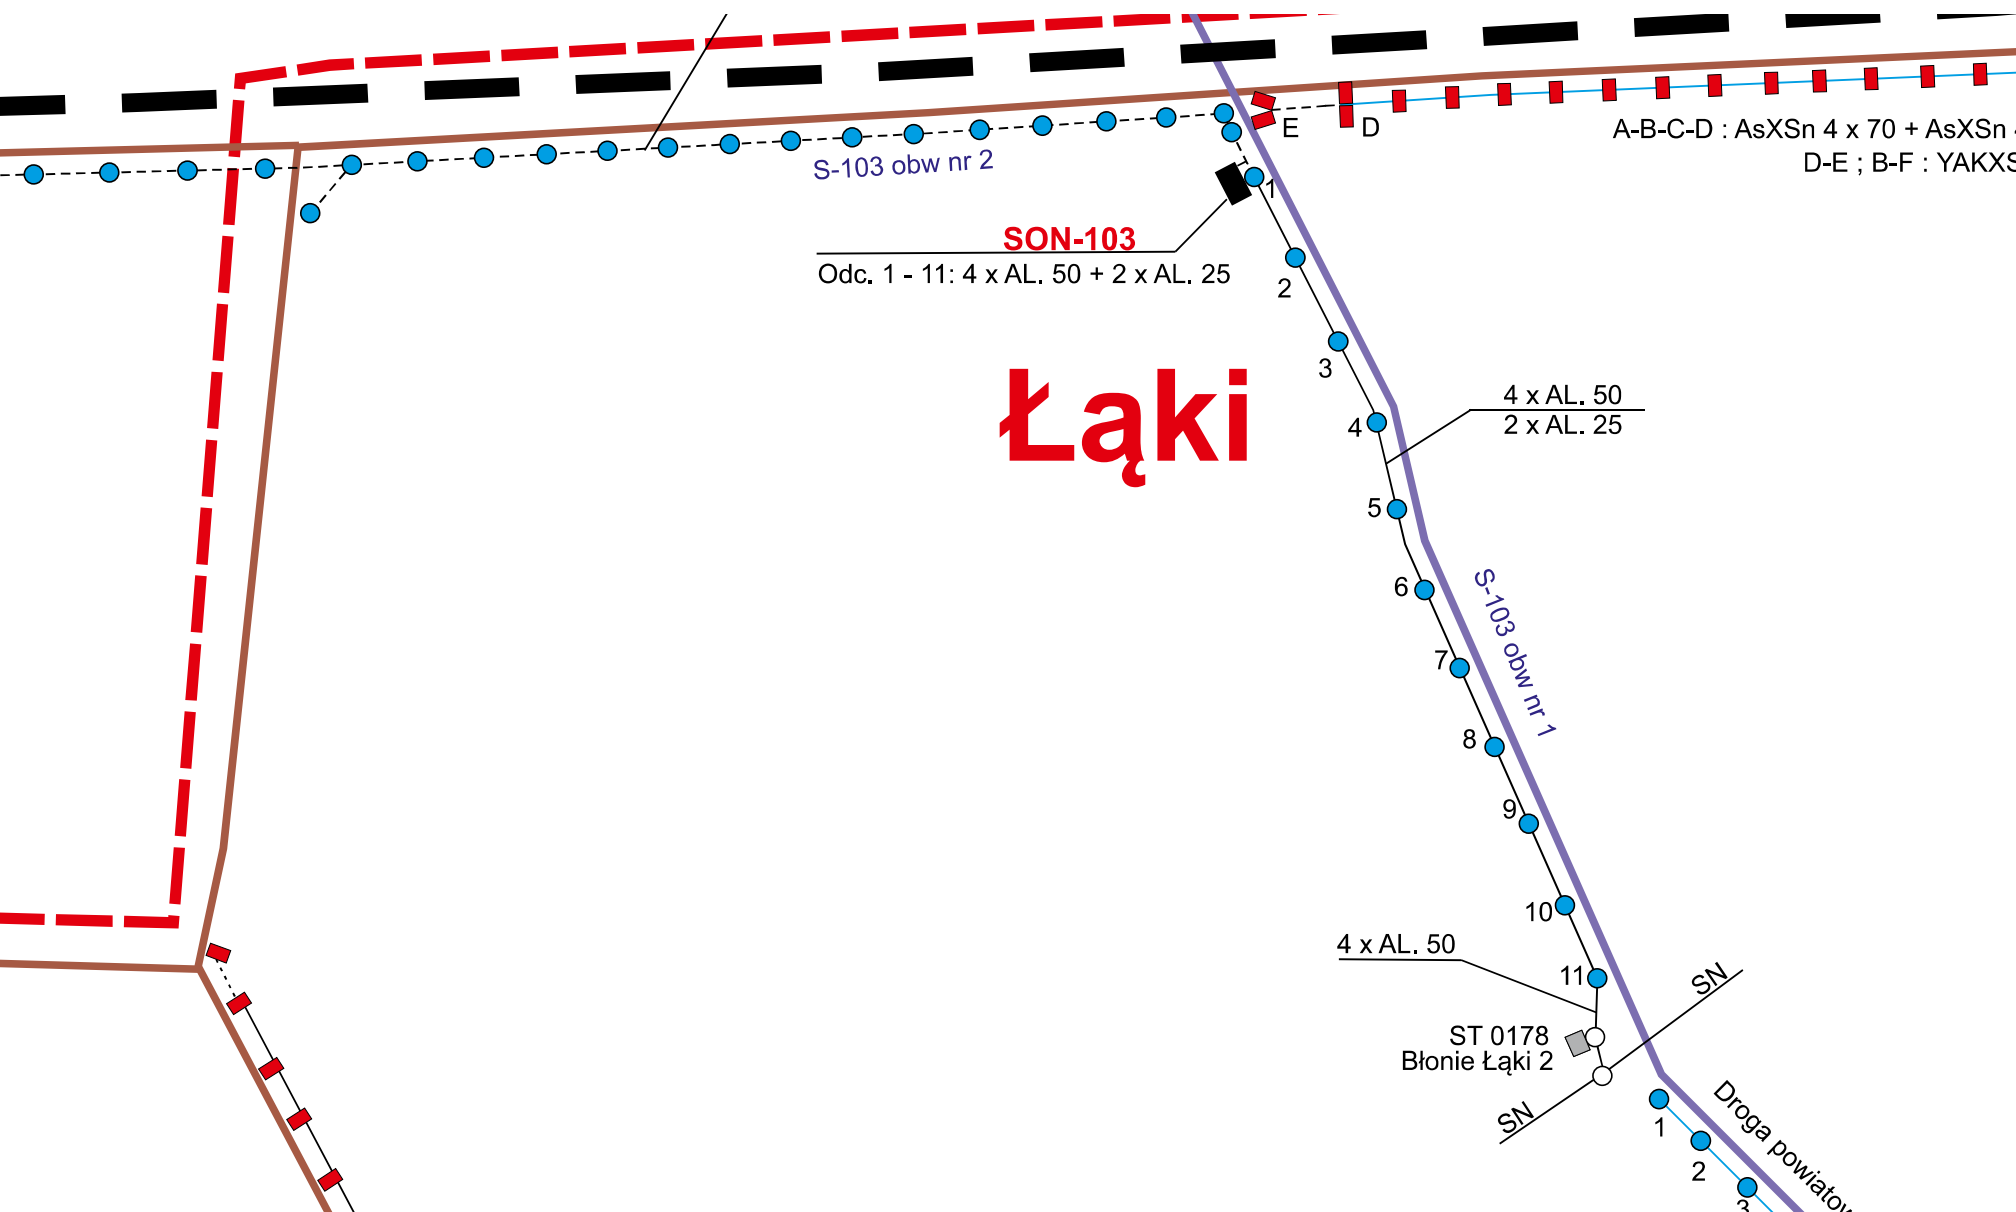 E
D
A-B-C-D : AsXSn 4 x 70 + AsXSn
D-E ; B-F : YAKXS
S-103 obw nr 2
1
SON-103
Odc. 1 - 11: 4 x AL. 50 + 2 x AL. 25
2
3
Łąki
4 x AL. 50
2 x AL. 25
4
5
6
S-103 obw nr 1
7
8
9
10
4 x AL. 50
11
SN
ST 0178
Błonie Łąki 2
SN
Droga powiatow
1
2
3